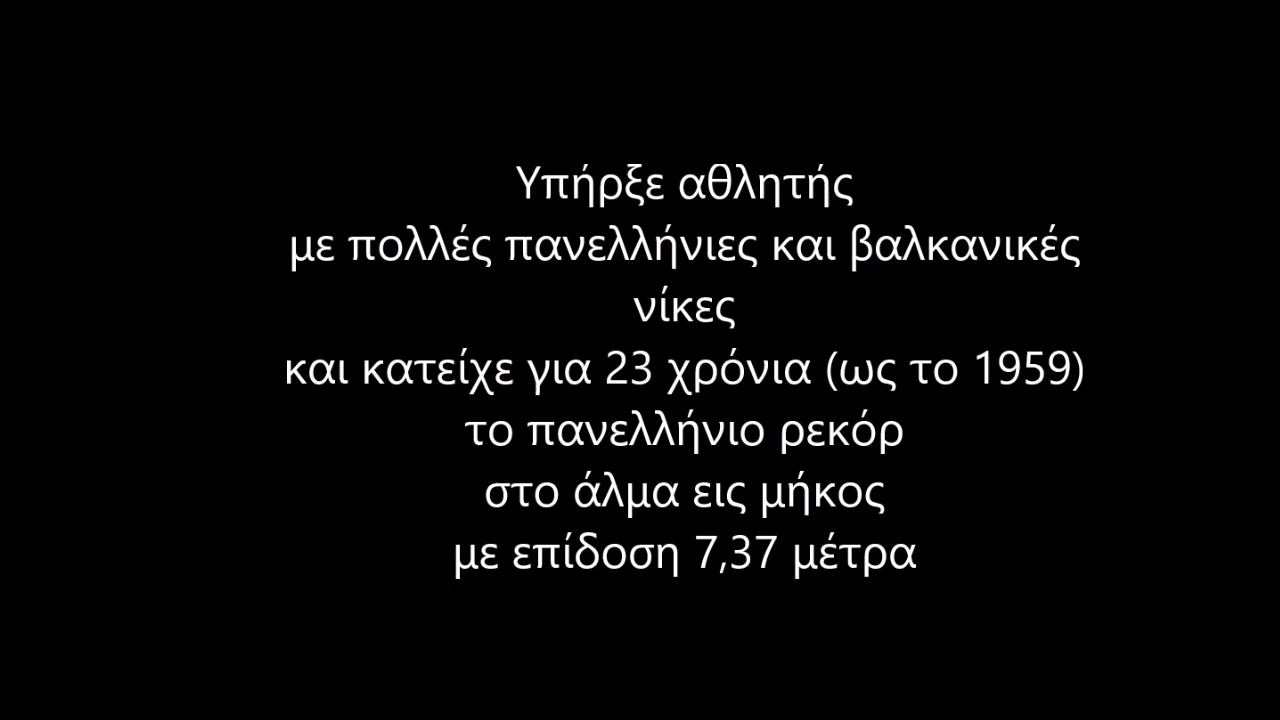 Υπήρξε αθλητής
με πολλές πανελλήνιες και βαλκανικές
νίκες
και κατείχε για 23 χρόνια (ως το 1959)
το πανελλήνιο ρεκόρ
στο άλμα εις μήκος
με επίδοση 7,37 μέτρα